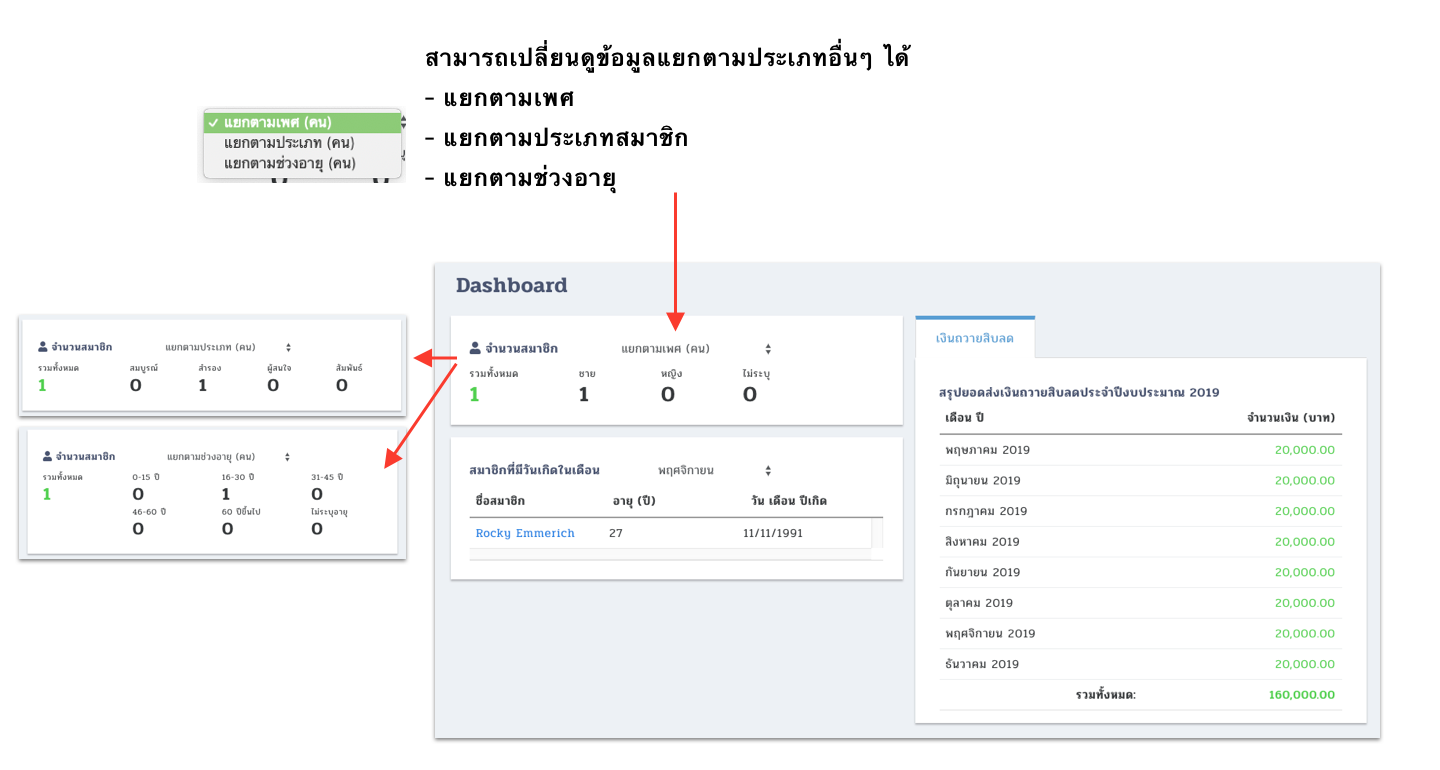 สามารถเปลี่ยนดูข้อมูลแยกตามประเภทอื่นๆ ได้
- แยกตามเพศ
- แยกตามประเภทสมาชิก
- แยกตามช่วงอายุ
✓ แยกตามเพศ (คน)
แยกตามประเภท (คน)
แยกตามช่วงอายุ (คน)
Dashboard
จำนวนสมาชิก แยกตามประเภท (คน)
รวมทั้งหมด สมบูรณ์ สำรอง ผู้สนใจ สัมพันธ์
1 0 1 0 0
จำนวนสมาชิก แยกตามช่วงอายุ (คน)
รวมทั้งหมด 0-15 ปี 16-30 ปี 31-45 ปี
1 0 1 0
46-60 ปี 60 ปีขึ้นไป ไม่ระบุอายุ
0 0 0
จำนวนสมาชิก แยกตามเพศ (คน)
รวมทั้งหมด ชาย หญิง ไม่ระบุ
1 1 0 0
สมาชิกที่มีวันเกิดในเดือน พฤศจิกายน
ชื่อสมาชิก อายุ (ปี) วัน เดือน ปีเกิด
Rocky Emmerich 27 11/11/1991
เงินถวายสิบลด
สรุปยอดส่งเงินถวายสิบลดประจำปีงบประมาณ 2019
เดือน ปี จำนวนเงิน (บาท)
พฤษภาคม 2019 20,000.00
มิถุนายน 2019 20,000.00
กรกฎาคม 2019 20,000.00
สิงหาคม 2019 20,000.00
กันยายน 2019 20,000.00
ตุลาคม 2019 20,000.00
พฤศจิกายน 2019 20,000.00
ธันวาคม 2019 20,000.00
รวมทั้งหมด: 160,000.00